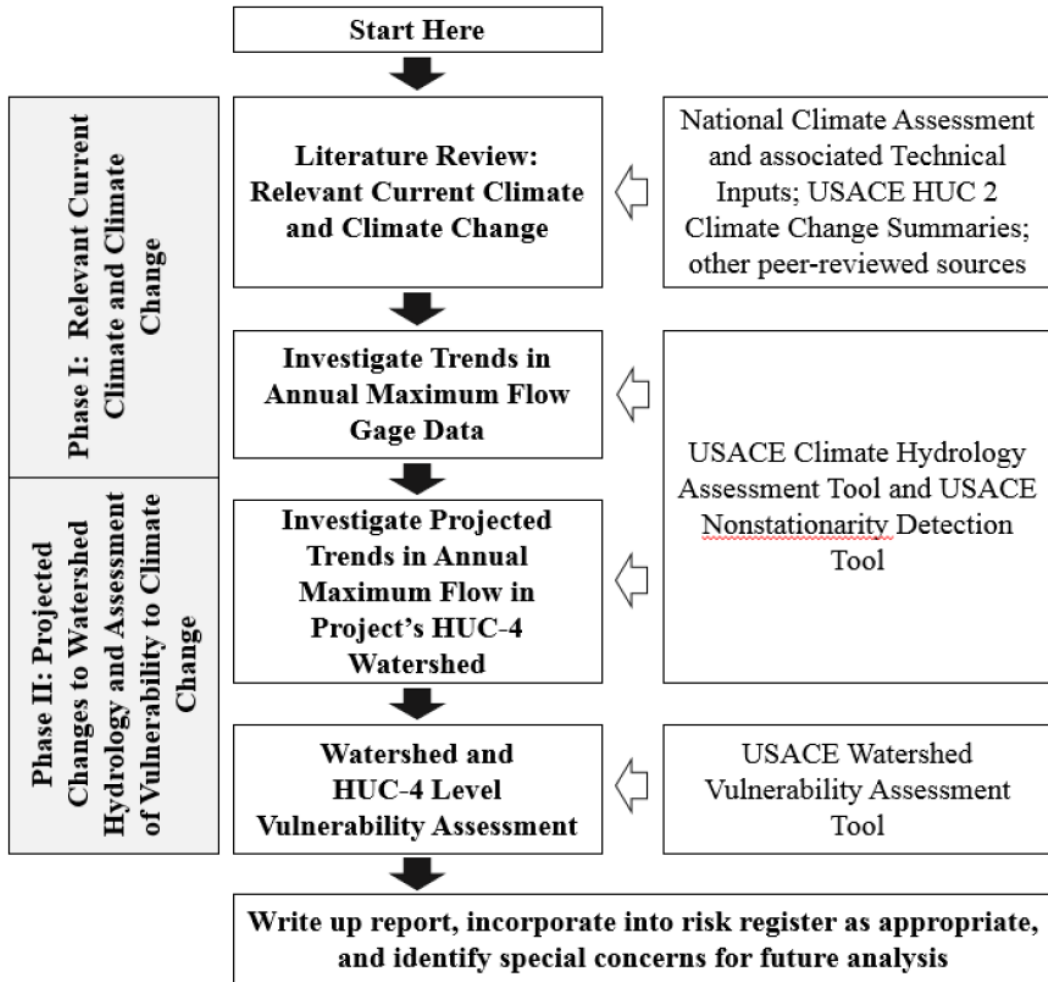 Start Here
Phase I:  Relevant Current
Climate and Climate
Change
Literature Review:
Relevant Current Climate
and Climate Change
National Climate Assessment
and associated Technical
Inputs; USACE HUC 2
Climate Change Summaries;
other peer-reviewed sources
Investigate Trends in
Annual Maximum Flow
Gage Data
USACE Climate Hydrology
Assessment Tool and USACE
Nonstationarity Detection
Tool
Phase II: Projected
Changes to Watershed
Hydrology and Assessment
of Vulnerability to Climate
Change
Investigate Projected
Trends in Annual
Maximum Flow in
Project’s HUC-4
Watershed
Watershed and
HUC-4 Level
Vulnerability Assessment
USACE Watershed
Vulnerability Assessment
Tool
Write up report, incorporate into risk register as appropriate,
and identify special concerns for future analysis